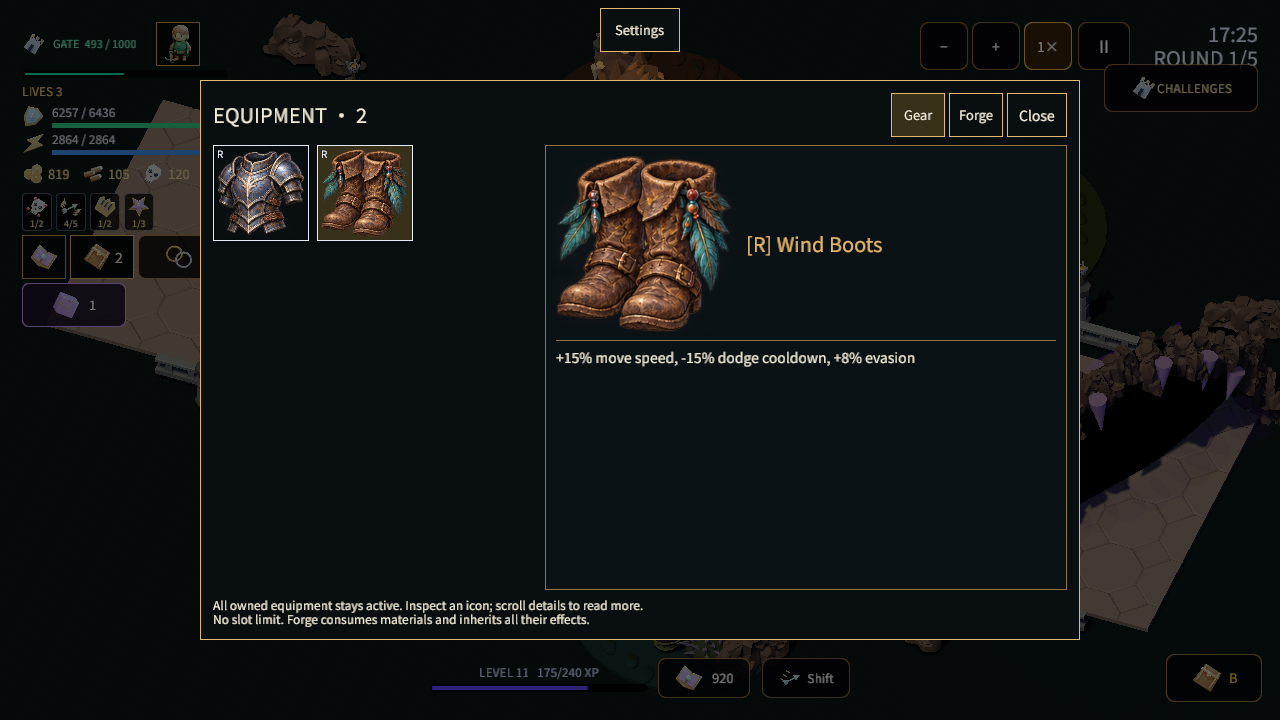 Settings
GATE 493 / 1000
LIVES 3
6257 / 6436
2864 / 2864
819
105
120
1/2
4/5
1/2
1/3
2
1
−
+
1×
17:25
ROUND 1/5
CHALLENGES
EQUIPMENT • 2
Gear
Forge
Close
R
R
[R] Wind Boots
+15% move speed, -15% dodge cooldown, +8% evasion
All owned equipment stays active. Inspect an icon; scroll details to read more.
No slot limit. Forge consumes materials and inherits all their effects.
LEVEL 11 175/240 XP
920
Shift
B